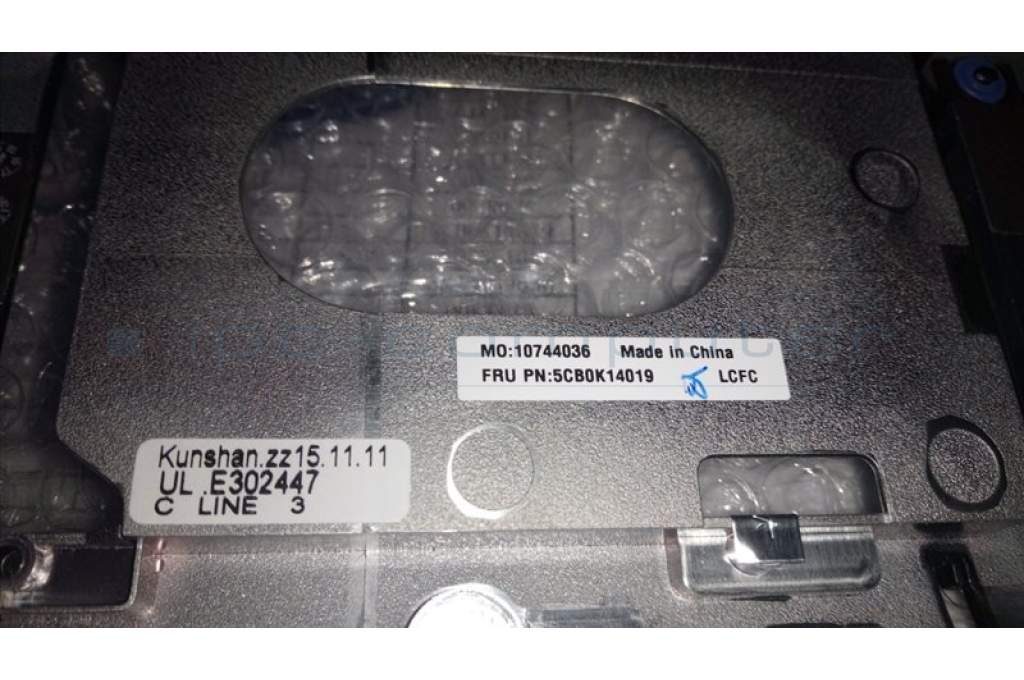 MO:10744036 Made in China
FRU PN:5CB0K14019 LCFC
Kunshan.zz15.11.11
UL .E302447
C LINE 3